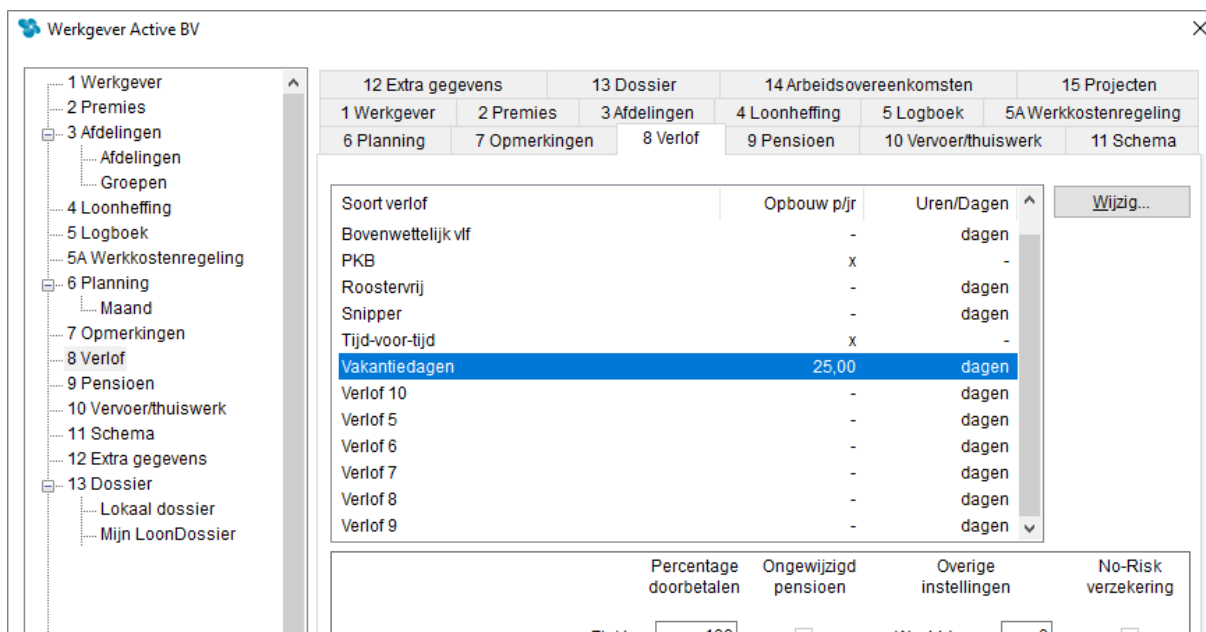 Werkgever Active BV
1 Werkgever
2 Premies
3 Afdelingen
Afdelingen
Groepen
4 Loonheffing
5 Logboek
5A Werkkostenregeling
6 Planning
Maand
7 Opmerkingen
8 Verlof
9 Pensioen
10 Vervoer/thuiswerk
11 Schema
12 Extra gegevens
13 Dossier
Lokaal dossier
Mijn LoonDossier
12 Extra gegevens 13 Dossier 14 Arbeidsovereenkomsten 15 Projecten
1 Werkgever 2 Premies 3 Afdelingen 4 Loonheffing 5 Logboek 5A Werkkostenregeling
6 Planning 7 Opmerkingen 8 Verlof 9 Pensioen 10 Vervoer/thuiswerk 11 Schema
Soort verlof Opbouw p/jr Uren/Dagen
Bovenwettelijk vlf - dagen
PKB x -
Roostervrij - dagen
Snipper - dagen
Tijd-voor-tijd x -
Vakantiedagen 25,00 dagen
Verlof 10 - dagen
Verlof 5 - dagen
Verlof 6 - dagen
Verlof 7 - dagen
Verlof 8 - dagen
Verlof 9 - dagen
Wijzig...
Percentage Ongewijzigd Overige No-Risk
doorbetalen pensioen instellingen verzekering